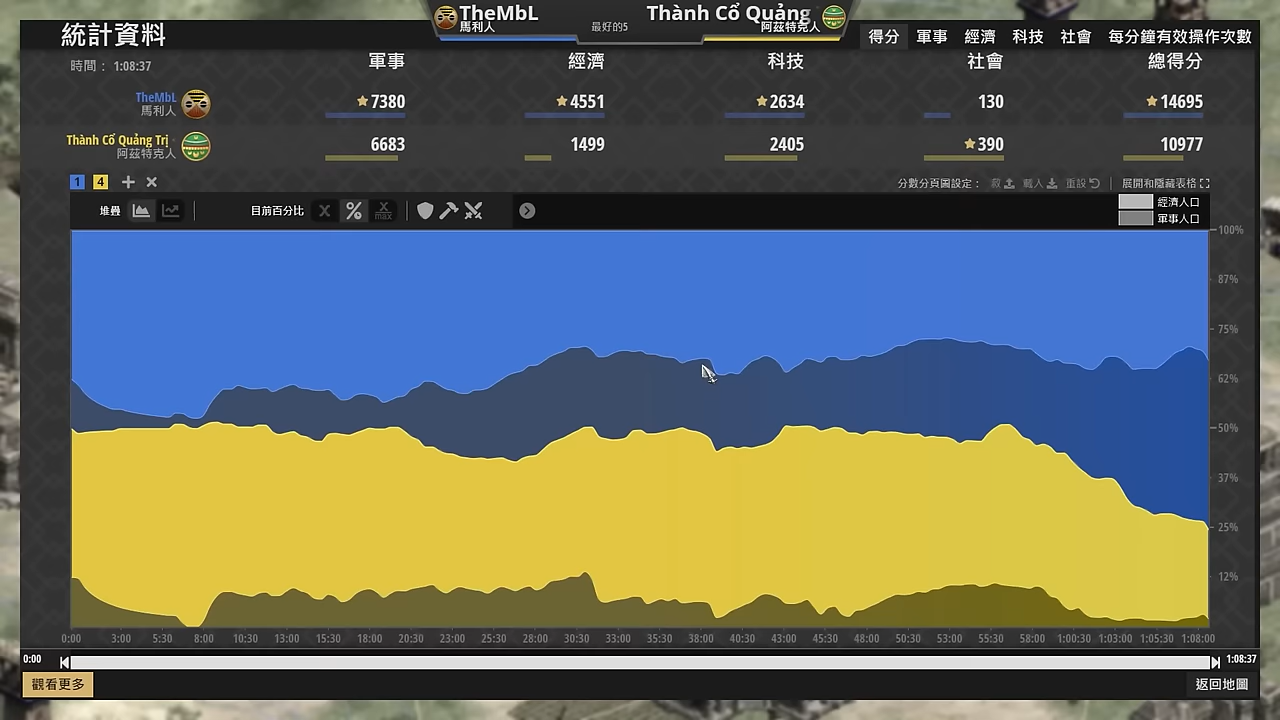 TheMbL
馬利人
最好的5
Thành Cổ Quảng
阿茲特克人
統計資料
得分 軍事 經濟 科技 社會 每分鐘有效操作次數
時間： 1:08:37
軍事 經濟 科技 社會 總得分
TheMbL
馬利人
7380 4551 2634 130 14695
Thành Cổ Quảng Trị
阿茲特克人
6683 1499 2405 390 10977
1 4
分數分頁圖設定： 載入 重設 展開和隱藏表格
堆疊 目前百分比 X % X max
經濟人口
軍事人口
100%
87%
75%
62%
50%
37%
25%
12%
0:00 3:00 5:30 8:00 10:30 13:00 15:30 18:00 20:30 23:00 25:30 28:00 30:30 33:00 35:30 38:00 40:30 43:00 45:30 48:00 50:30 53:00 55:30 58:00 1:00:30 1:03:00 1:05:30 1:08:00
0:00 1:08:37
觀看更多 返回地圖